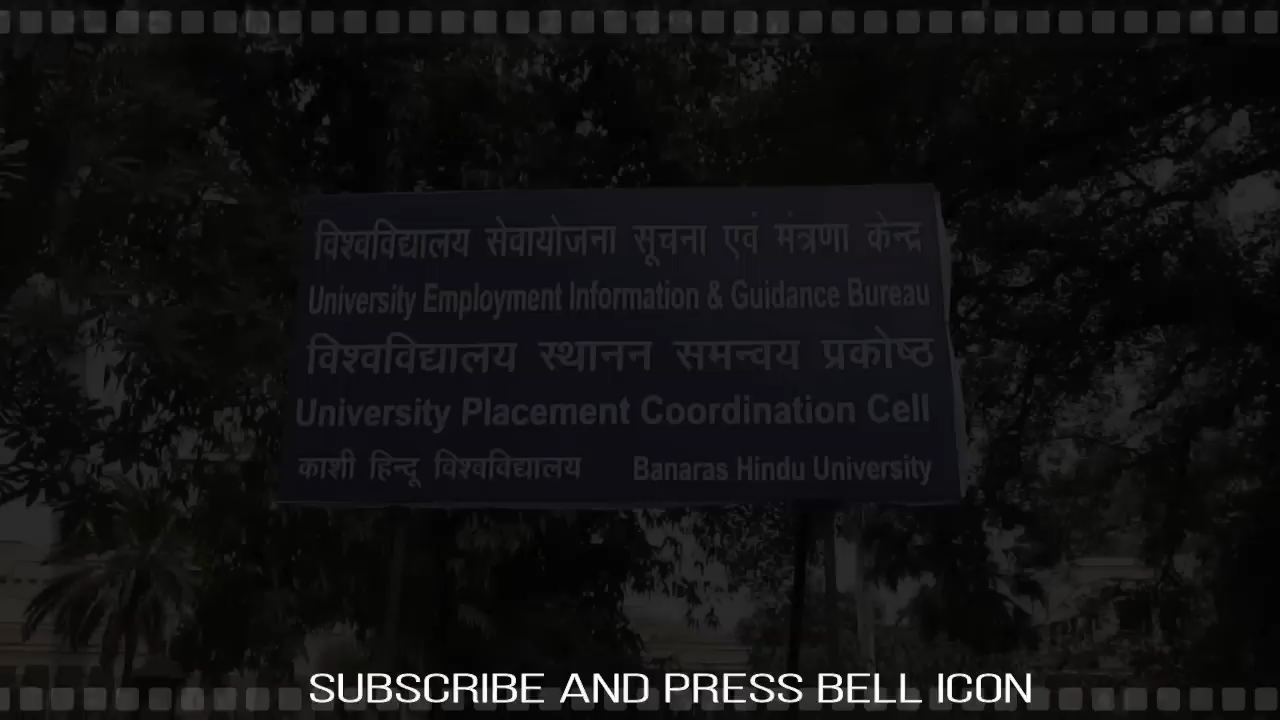 विश्वविद्यालय सेवायोजना सूचना एवं मंत्रणा केन्द्र
University Employment Information & Guidance Bureau
विश्वविद्यालय स्थानन समन्वय प्रकोष्ठ
University Placement Coordination Cell
काशी हिन्दू विश्वविद्यालय Banaras Hindu University
SUBSCRIBE AND PRESS BELL ICON